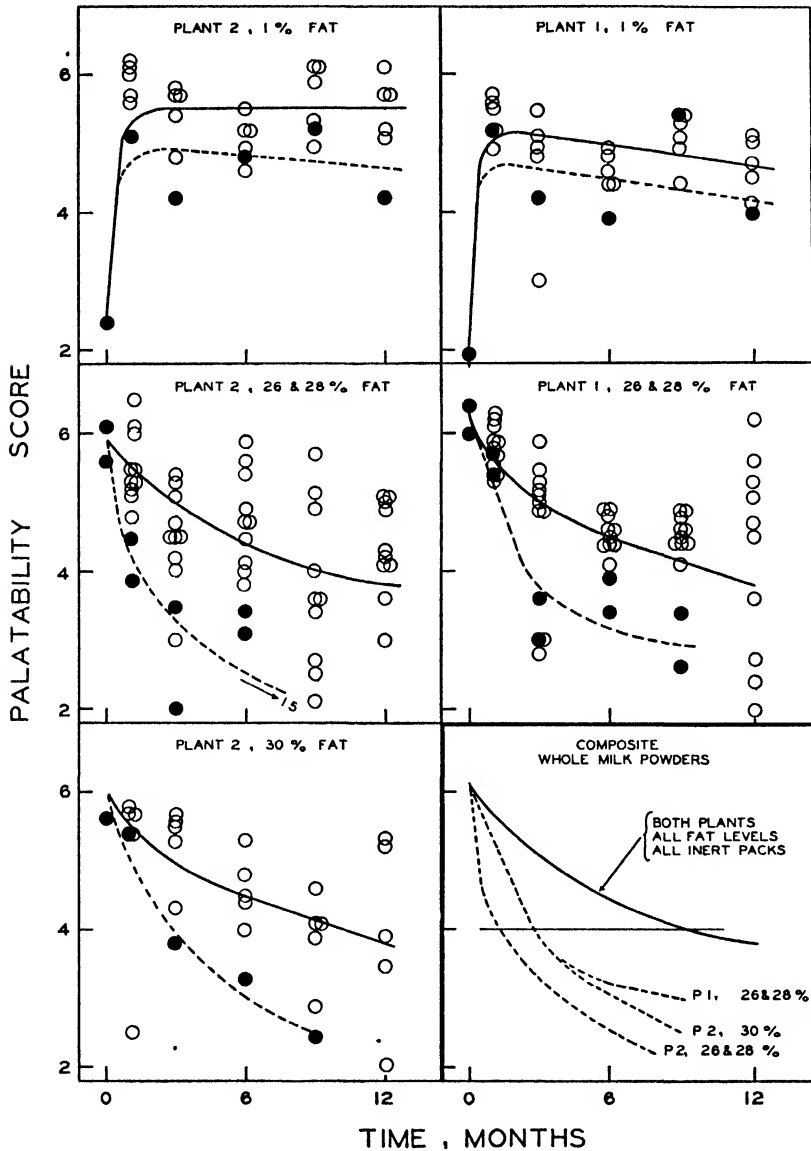 PLANT 2, 1% FAT
PLANT 1, 1% FAT
6
4
2
PLANT 2, 26 & 28% FAT
PLANT 1, 26 & 28% FAT
6
4
2
1.5
PALATABILITY SCORE
PLANT 2, 30% FAT
COMPOSITE
WHOLE MILK POWDERS
BOTH PLANTS
ALL FAT LEVELS
ALL INERT PACKS
6
4
2
P1, 26&28%
P2, 30%
P2, 26&28%
0 6 12 0 6 12
TIME, MONTHS